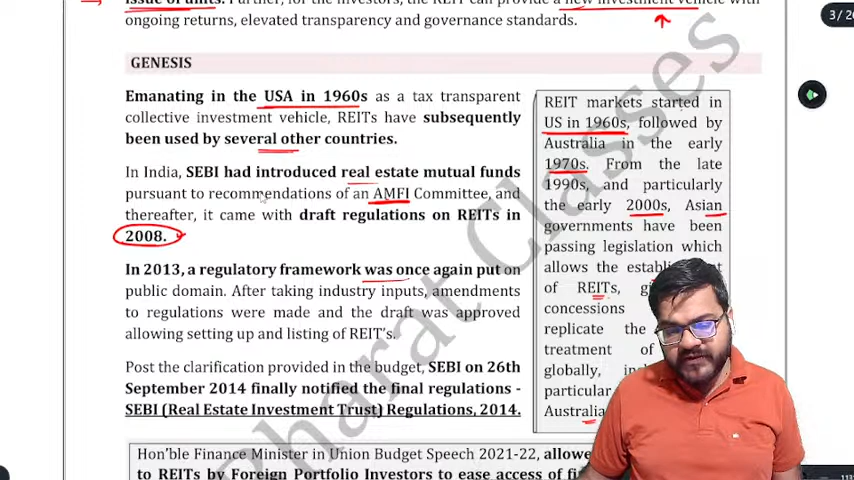 issue of units. Further, for the investors, the REIT can provide a new investment vehicle with
ongoing returns, elevated transparency and governance standards.
3 / 20
GENESIS
Emanating in the USA in 1960s as a tax transparent
collective investment vehicle, REITs have subsequently
been used by several other countries.
In India, SEBI had introduced real estate mutual funds
pursuant to recommendations of an AMFI Committee, and
thereafter, it came with draft regulations on REITs in
2008.
In 2013, a regulatory framework was once again put on
public domain. After taking industry inputs, amendments
to regulations were made and the draft was approved
allowing setting up and listing of REIT's.
Post the clarification provided in the budget, SEBI on 26th
September 2014 finally notified the final regulations -
SEBI (Real Estate Investment Trust) Regulations, 2014.
REIT markets started in
US in 1960s, followed by
Australia in the early
1970s. From the late
1990s, and particularly
the early 2000s, Asian
governments have been
passing legislation which
allows the
of REITs,
concessions
replicate the
treatment of
globally,
particular
Australia
Hon'ble Finance Minister in Union Budget Speech 2021-22, allowe
to REITs by Foreign Portfolio Investors to ease access of
Bharat Classes